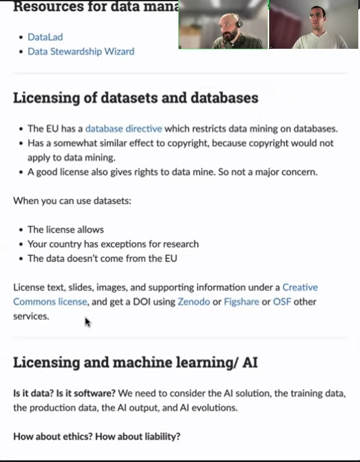 Resources for data mana
DataLad
Data Stewardship Wizard
Licensing of datasets and databases
The EU has a database directive which restricts data mining on databases.
Has a somewhat similar effect to copyright, because copyright would not
apply to data mining.
A good license also gives rights to data mine. So not a major concern.
When you can use datasets:
The license allows
Your country has exceptions for research
The data doesn't come from the EU
License text, slides, images, and supporting information under a Creative
Commons license, and get a DOI using Zenodo or Figshare or OSF other
services.
Licensing and machine learning/ AI
Is it data? Is it software? We need to consider the AI solution, the training data,
the production data, the AI output, and AI evolutions.
How about ethics? How about liability?